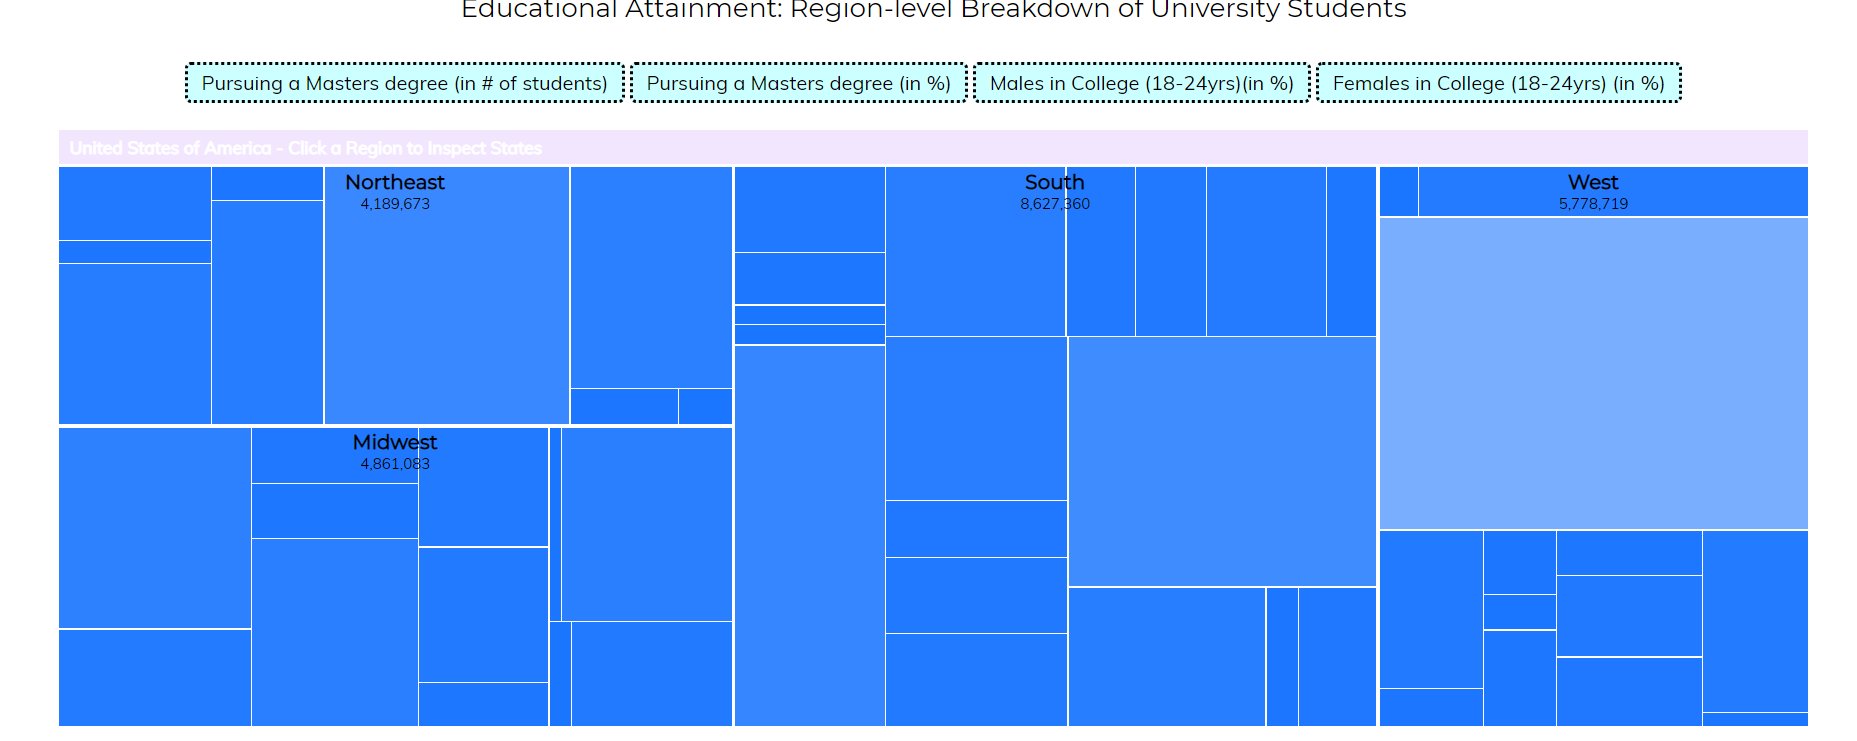 Educational Attainment: Region-level Breakdown of University Students
Pursuing a Masters degree (in # of students) Pursuing a Masters degree (in %) Males in College (18-24yrs)(in %) Females in College (18-24yrs) (in %)
United States of America - Click a Region to Inspect States
Northeast
4,189,673
South
8,627,360
West
5,778,719
Midwest
4,861,083